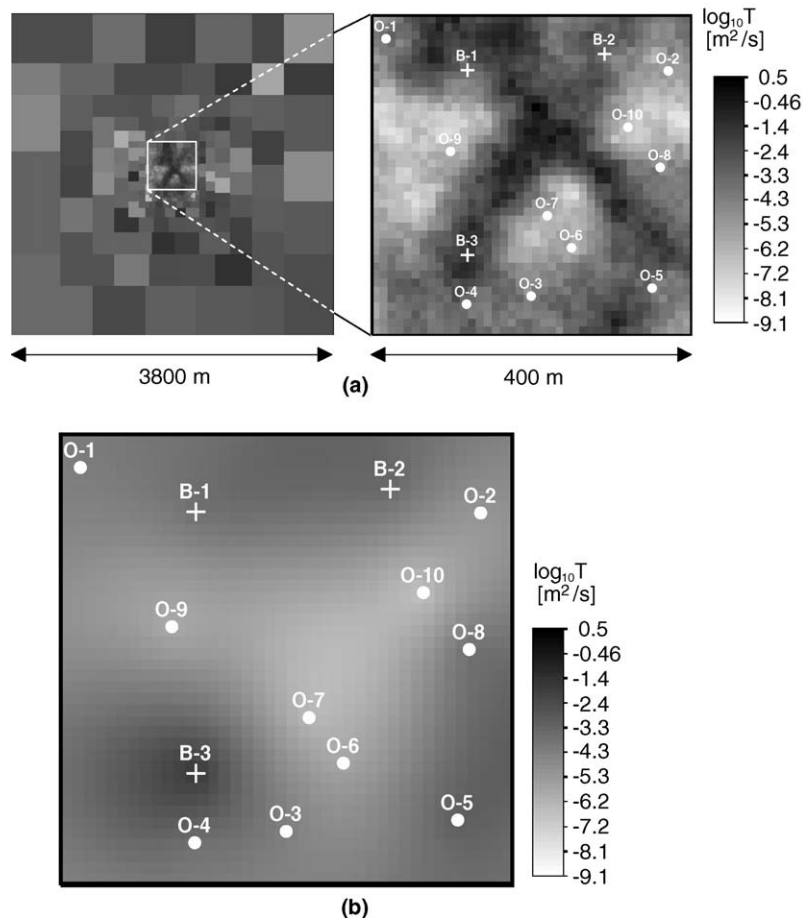 log₁₀T
[m²/s]
O-1
B-2
B-1
O-2
O-10
O-9
O-8
O-7
O-6
B-3
O-5
O-4
O-3
0.5
-0.46
-1.4
-2.4
-3.3
-4.3
-5.3
-6.2
-7.2
-8.1
-9.1
3800 m
400 m
(a)
O-1
B-2
B-1
O-2
O-10
O-9
O-8
O-7
O-6
B-3
O-5
O-3
O-4
log₁₀T
[m²/s]
0.5
-0.46
-1.4
-2.4
-3.3
-4.3
-5.3
-6.2
-7.2
-8.1
-9.1
(b)